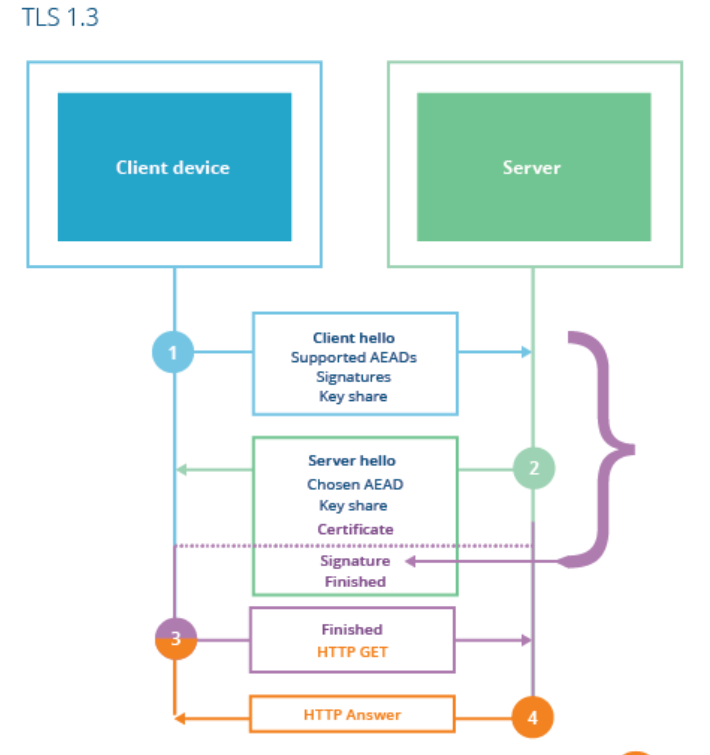 TLS 1.3
Client device
Server
1
Client hello
Supported AEADs
Signatures
Key share
2
Server hello
Chosen AEAD
Key share
Certificate
Signature
Finished
3
Finished
HTTP GET
HTTP Answer
4